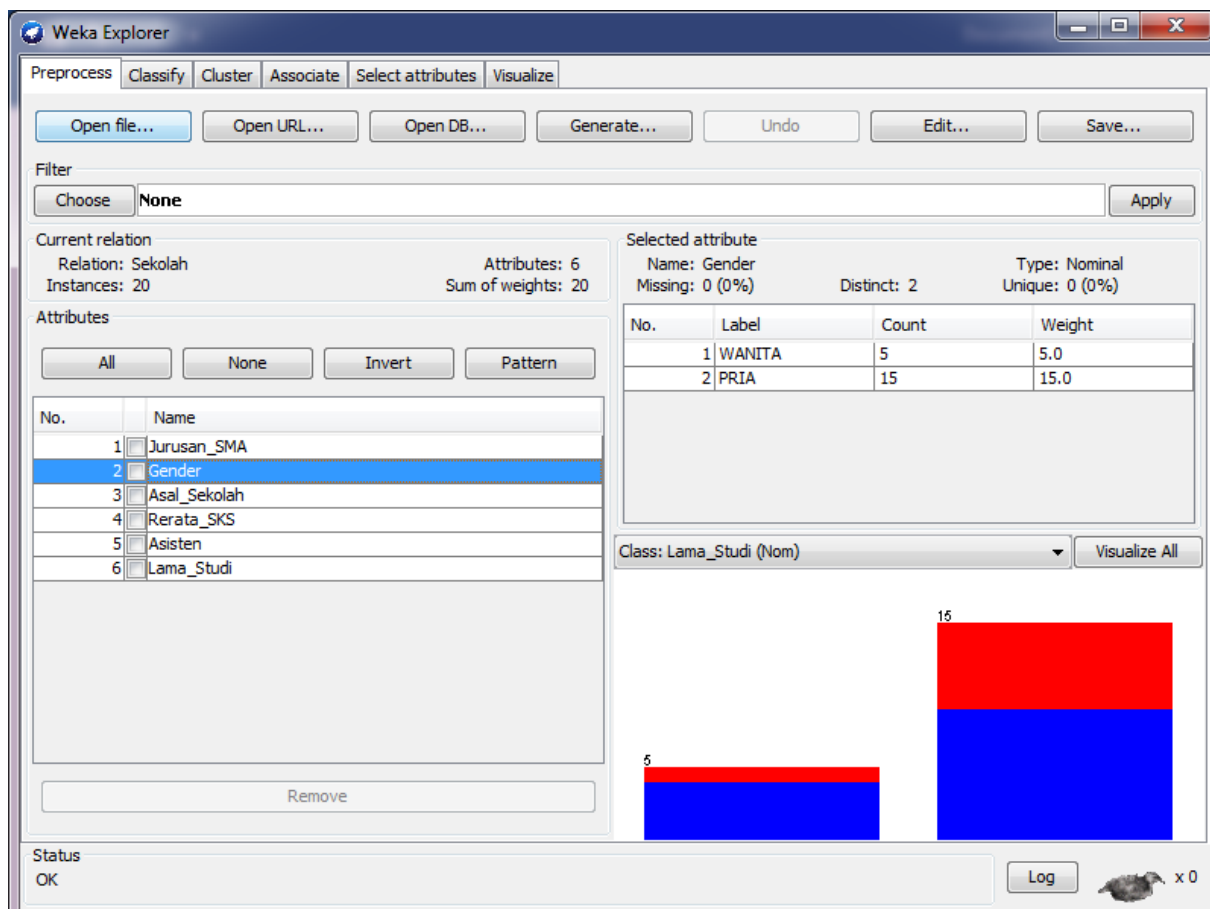 Weka Explorer
Preprocess Classify Cluster Associate Select attributes Visualize
Open file... Open URL... Open DB... Generate... Undo Edit... Save...
Filter
Choose None Apply
Current relation
Relation: Sekolah Attributes: 6
Instances: 20 Sum of weights: 20
Attributes
All None Invert Pattern
No. Name
1 Jurusan_SMA
2 Gender
3 Asal_Sekolah
4 Rerata_SKS
5 Asisten
6 Lama_Studi
Remove
Selected attribute
Name: Gender Type: Nominal
Missing: 0 (0%) Distinct: 2 Unique: 0 (0%)
No. Label Count Weight
1 WANITA 5 5.0
2 PRIA 15 15.0
Class: Lama_Studi (Nom) Visualize All
15
5
Status
OK Log x 0